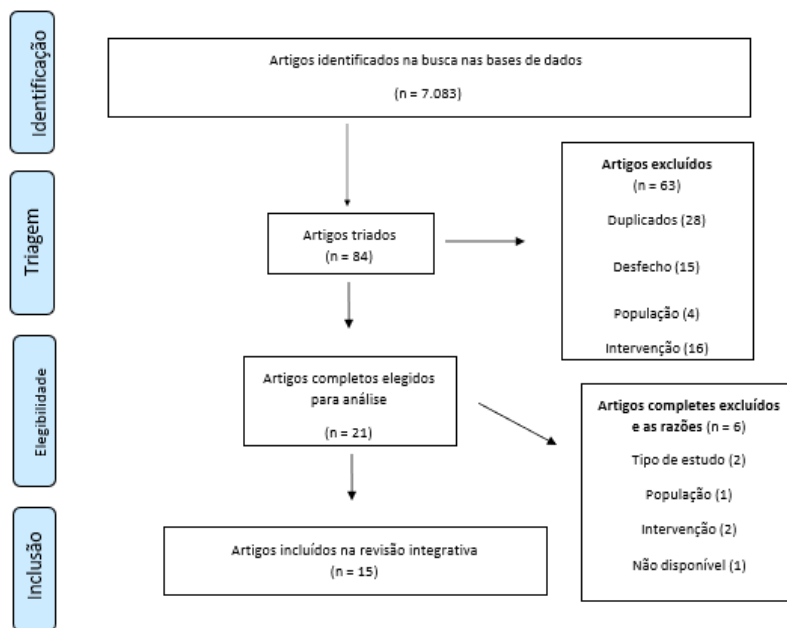 Identificação
Artigos identificados na busca nas bases de dados
(n = 7.083)
Triagem
Artigos triados
(n = 84)
Artigos excluídos
(n = 63)
Duplicados (28)
Desfecho (15)
População (4)
Intervenção (16)
Elegibilidade
Artigos completos elegidos
para análise
(n = 21)
Artigos completes excluídos
e as razões (n = 6)
Tipo de estudo (2)
População (1)
Intervenção (2)
Não disponível (1)
Inclusão
Artigos incluídos na revisão integrativa
(n = 15)